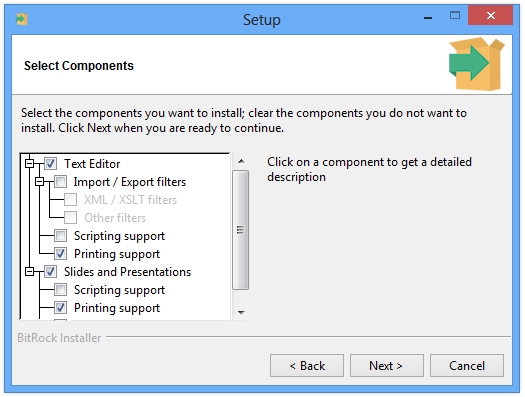 Setup
Select Components
Select the components you want to install; clear the components you do not want to
install. Click Next when you are ready to continue.
Text Editor
Import / Export filters
XML / XSLT filters
Other filters
Scripting support
Printing support
Slides and Presentations
Scripting support
Printing support
Click on a component to get a detailed
description
BitRock Installer
< Back
Next >
Cancel